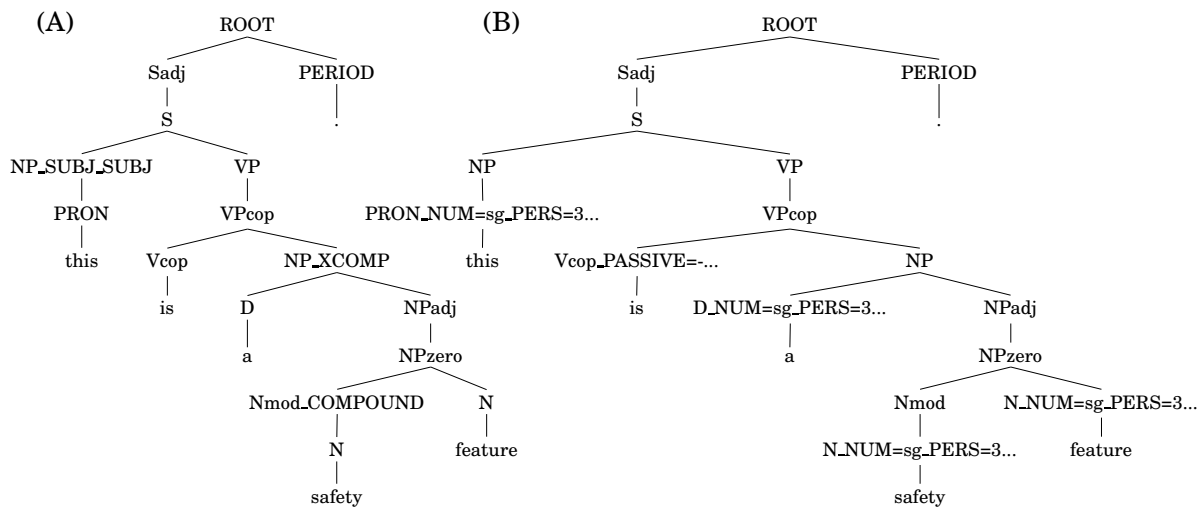 (A) ROOT (B) ROOT
Sadj PERIOD Sadj PERIOD
S . S .
NP_SUBJ_SUBJ VP NP VP
PRON VPcop PRON_NUM=sg_PERS=3... VPcop
this Vcop NP_XCOMP this Vcop_PASSIVE=-... NP
is D NPadj is D_NUM=sg_PERS=3... NPadj
a NPzero a NPzero
Nmod_COMPOUND N Nmod N_NUM=sg_PERS=3...
N feature N_NUM=sg_PERS=3... feature
safety safety